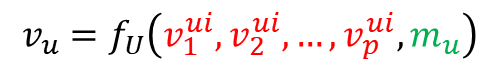 v_u = f_U(v_1^{ui}, v_2^{ui}, …, v_p^{ui}, m_u)